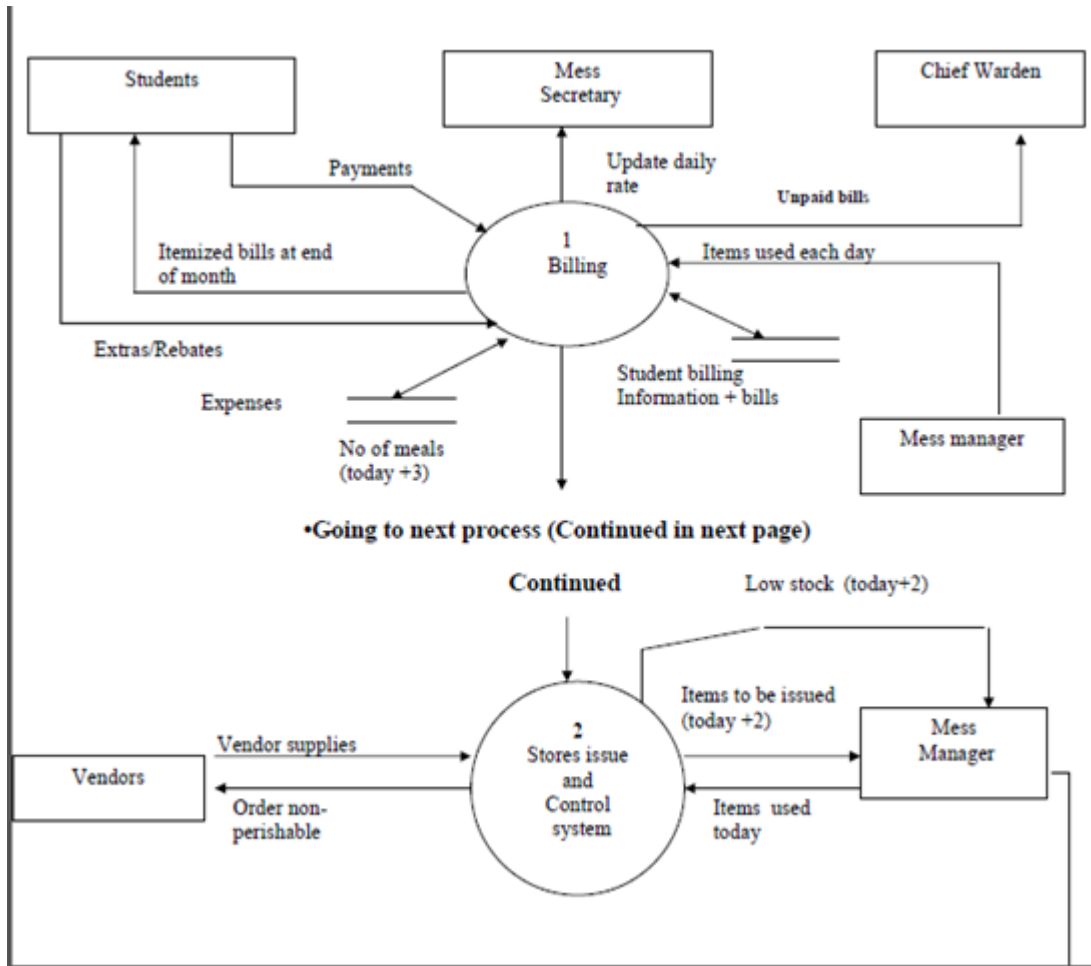 Students
Mess
Secretary
Chief Warden
Payments
Update daily
rate
Unpaid bills
1
Billing
Itemized bills at end
of month
Items used each day
Extras/Rebates
Student billing
Information + bills
Expenses
No of meals
(today +3)
Mess manager
•Going to next process (Continued in next page)
Continued
Low stock (today+2)
Items to be issued
(today +2)
2
Stores issue
and
Control
system
Mess
Manager
Vendor supplies
Vendors
Order non-
perishable
Items used
today